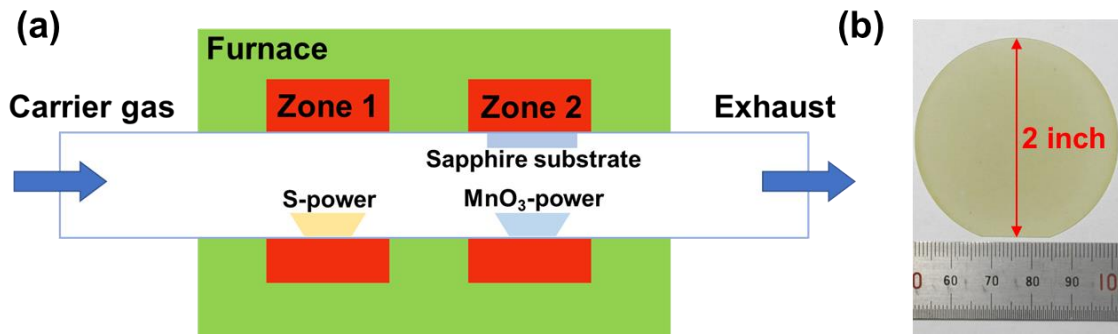 (a)
Furnace
Carrier gas
Zone 1
Zone 2
Exhaust
Sapphire substrate
S-power
MnO₃-power
(b)
2 inch
0 60 70 80 90 10